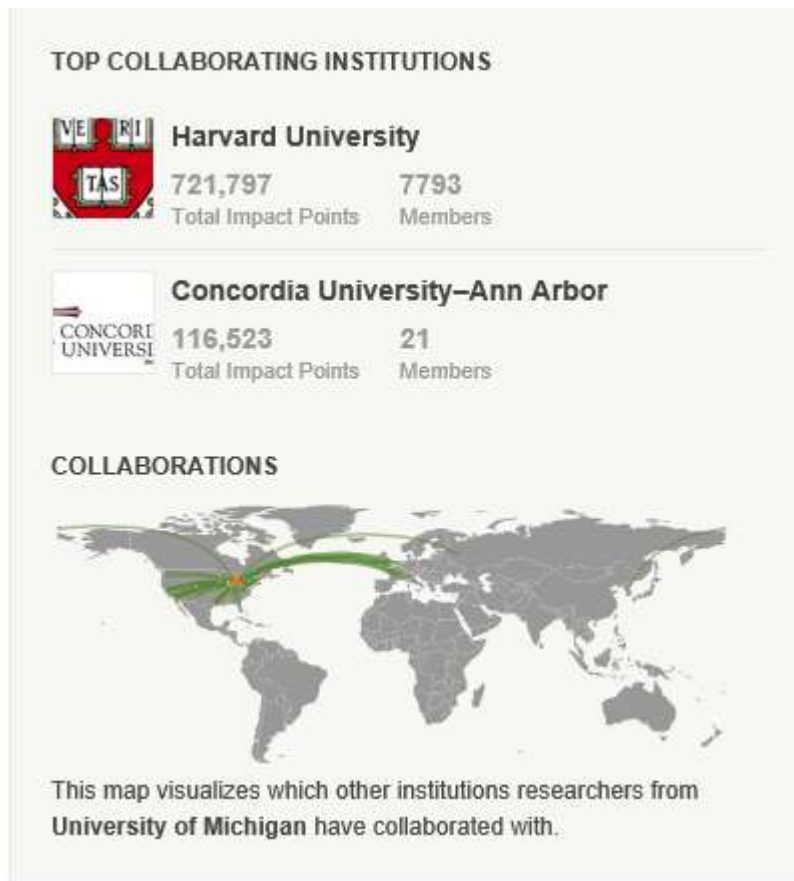 TOP COLLABORATING INSTITUTIONS
VE RI
TAS
Harvard University
721,797 7793
Total Impact Points Members
CONCORD
UNIVERSI
Concordia University–Ann Arbor
116,523 21
Total Impact Points Members
COLLABORATIONS
This map visualizes which other institutions researchers from
University of Michigan have collaborated with.